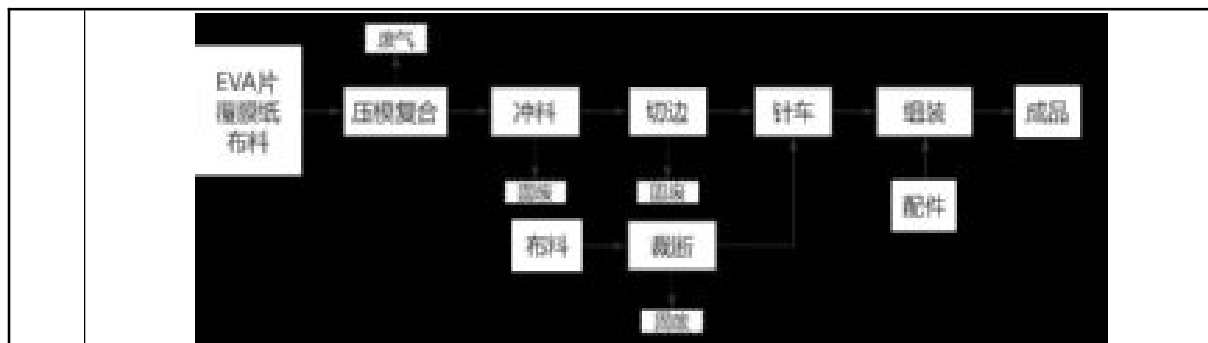 废气
EVA片
覆膜纸
布料
压模复合
冲料
切边
针车
组装
成品
固废
固废
配件
布料
裁断
固废